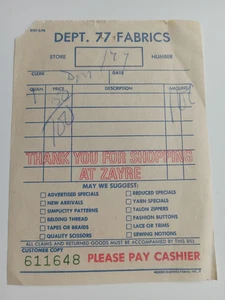 DEPT. 77 FABRICS
STORE 177 NUMBER
CLERK DATE
QUAN. PRICE DESCRIPTION AMOUNT
THANK YOU FOR SHOPPING
AT ZAYRE
MAY WE SUGGEST:
ADVERTISED SPECIALS REDUCED SPECIALS
NEW ARRIVALS YARN SPECIALS
SIMPLICITY PATTERNS TALON ZIPPERS
BELDING THREAD FASHION BUTTONS
TAPES OR BRAIDS LACE OR TRIMS
QUALITY SCISSORS SEWING NOTIONS
ALL CLAIMS AND RETURNED GOODS MUST BE ACCOMPANIED BY THIS BILL
CUSTOMER COPY
611648 PLEASE PAY CASHIER